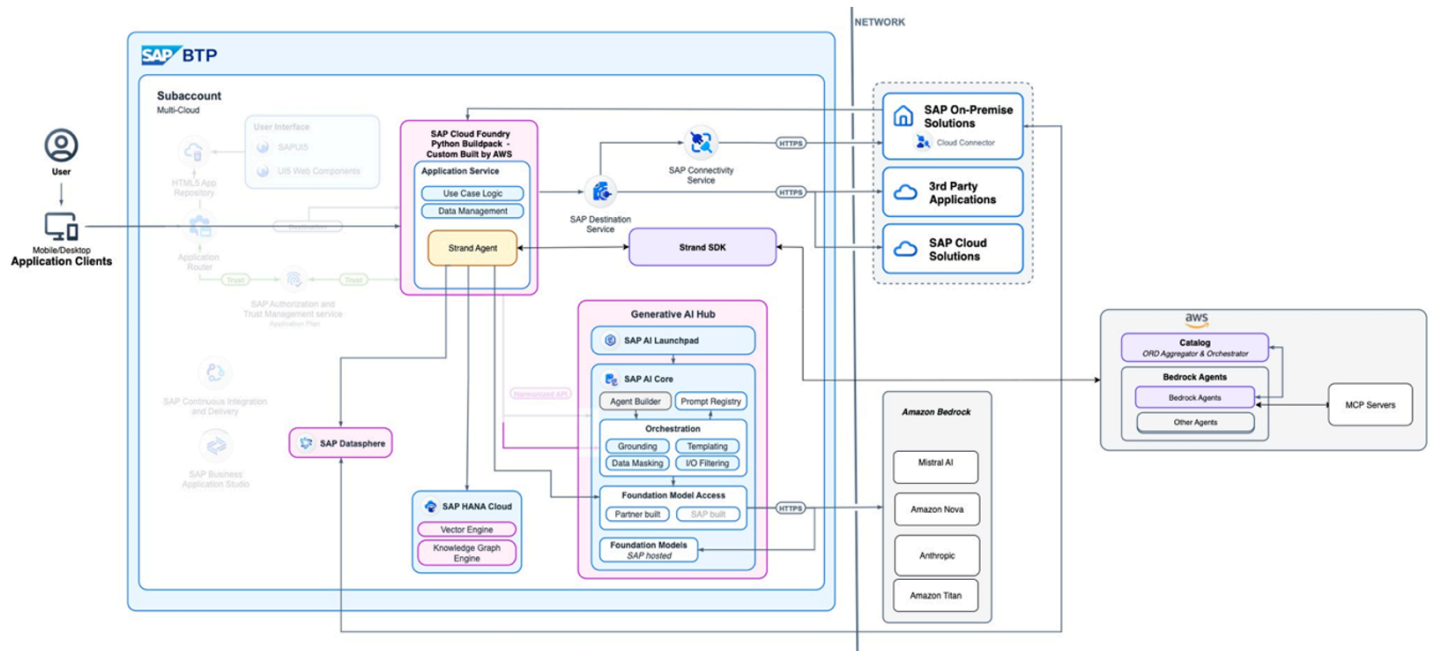 NETWORK
SAP BTP
Subaccount
Multi-Cloud
User Interface
SAPUI5
UI5 Web Components
HTML5 App
Repository
User
Mobile/Desktop
Application Clients
Destination
Application
Router
Trust
Trust
SAP Authorization and
Trust Management service
Application Plan
SAP Continuous Integration
and Delivery
SAP Business
Application Studio
SAP Cloud Foundry
Python Buildpack -
Custom Built by AWS
Application Service
Use Case Logic
Data Management
Strand Agent
SAP Connectivity
Service
SAP Destination
Service
HTTPS
HTTPS
Strand SDK
SAP On-Premise
Solutions
Cloud Connector
3rd Party
Applications
SAP Cloud
Solutions
Harmonized API
SAP Datasphere
SAP HANA Cloud
Vector Engine
Knowledge Graph
Engine
Generative AI Hub
SAP AI Launchpad
SAP AI Core
Agent Builder
Prompt Registry
Orchestration
Grounding
Templating
Data Masking
I/O Filtering
Foundation Model Access
Partner built
SAP built
Foundation Models
SAP hosted
HTTPS
Amazon Bedrock
Mistral AI
Amazon Nova
Anthropic
Amazon Titan
aws
Catalog
ORD Aggregator & Orchestrator
Bedrock Agents
Bedrock Agents
Other Agents
MCP Servers